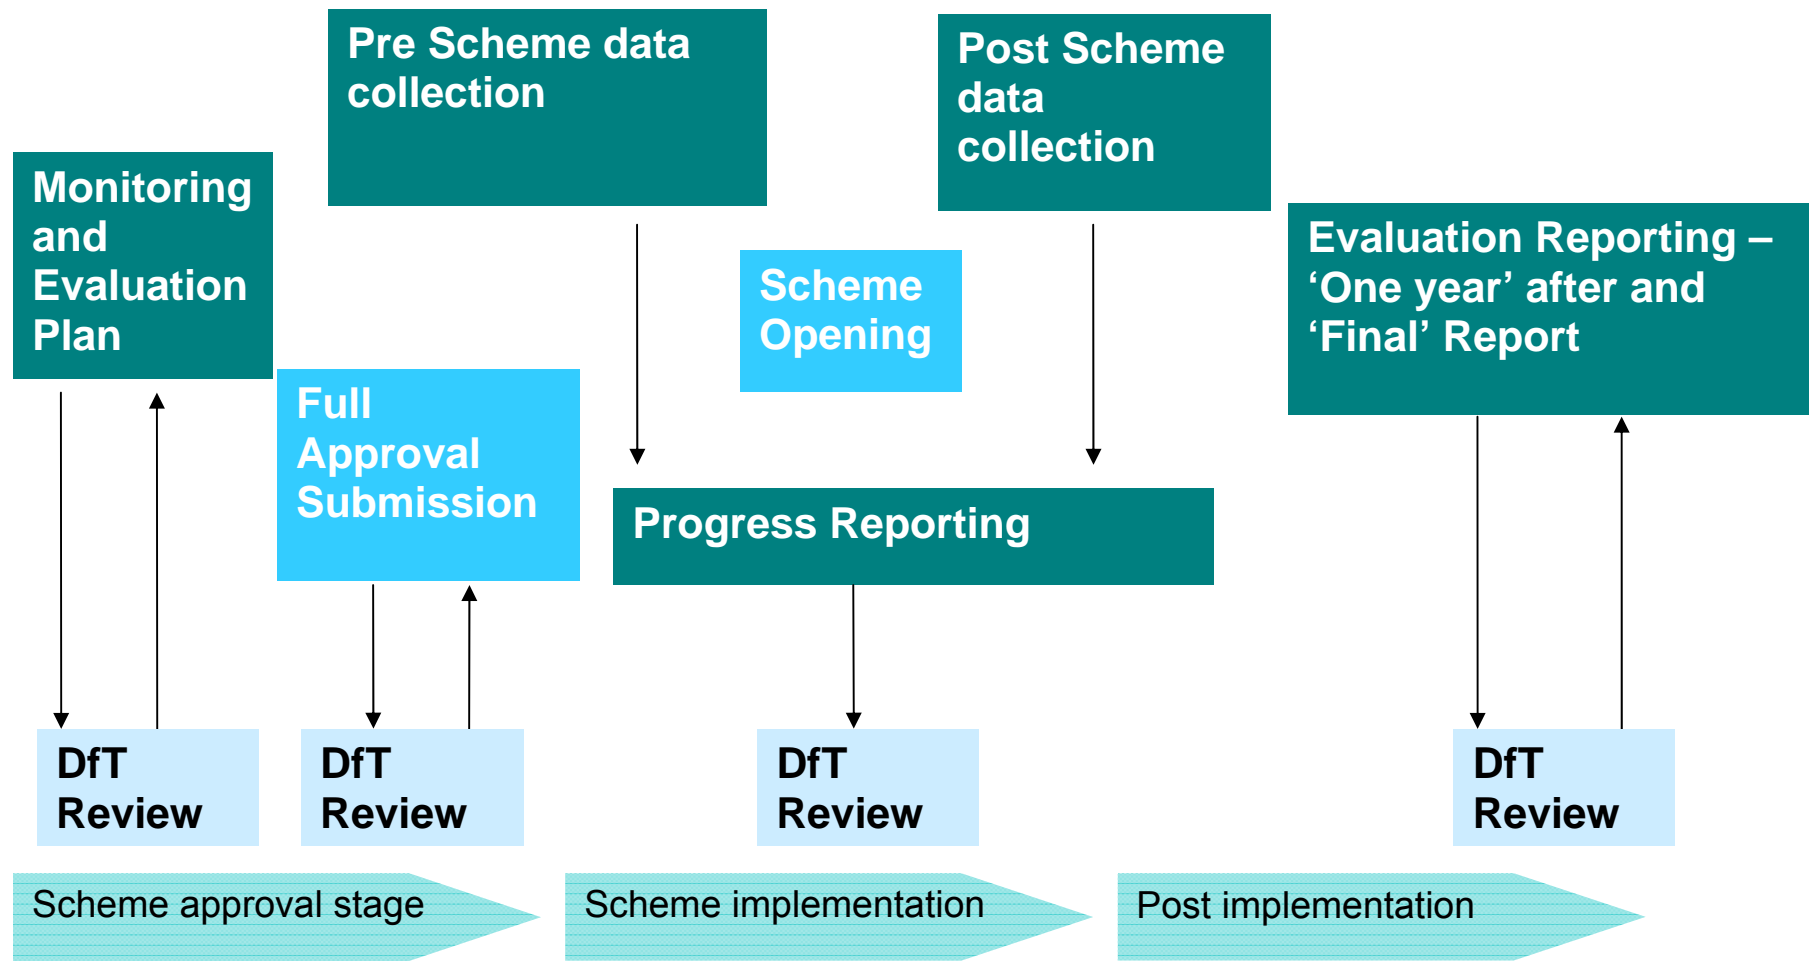 Pre Scheme data
collection
Post Scheme
data
collection
Monitoring
and
Evaluation
Plan
Evaluation Reporting –
‘One year’ after and
‘Final’ Report
Scheme
Opening
Full
Approval
Submission
Progress Reporting
DfT
Review
DfT
Review
DfT
Review
DfT
Review
Scheme approval stage
Scheme implementation
Post implementation